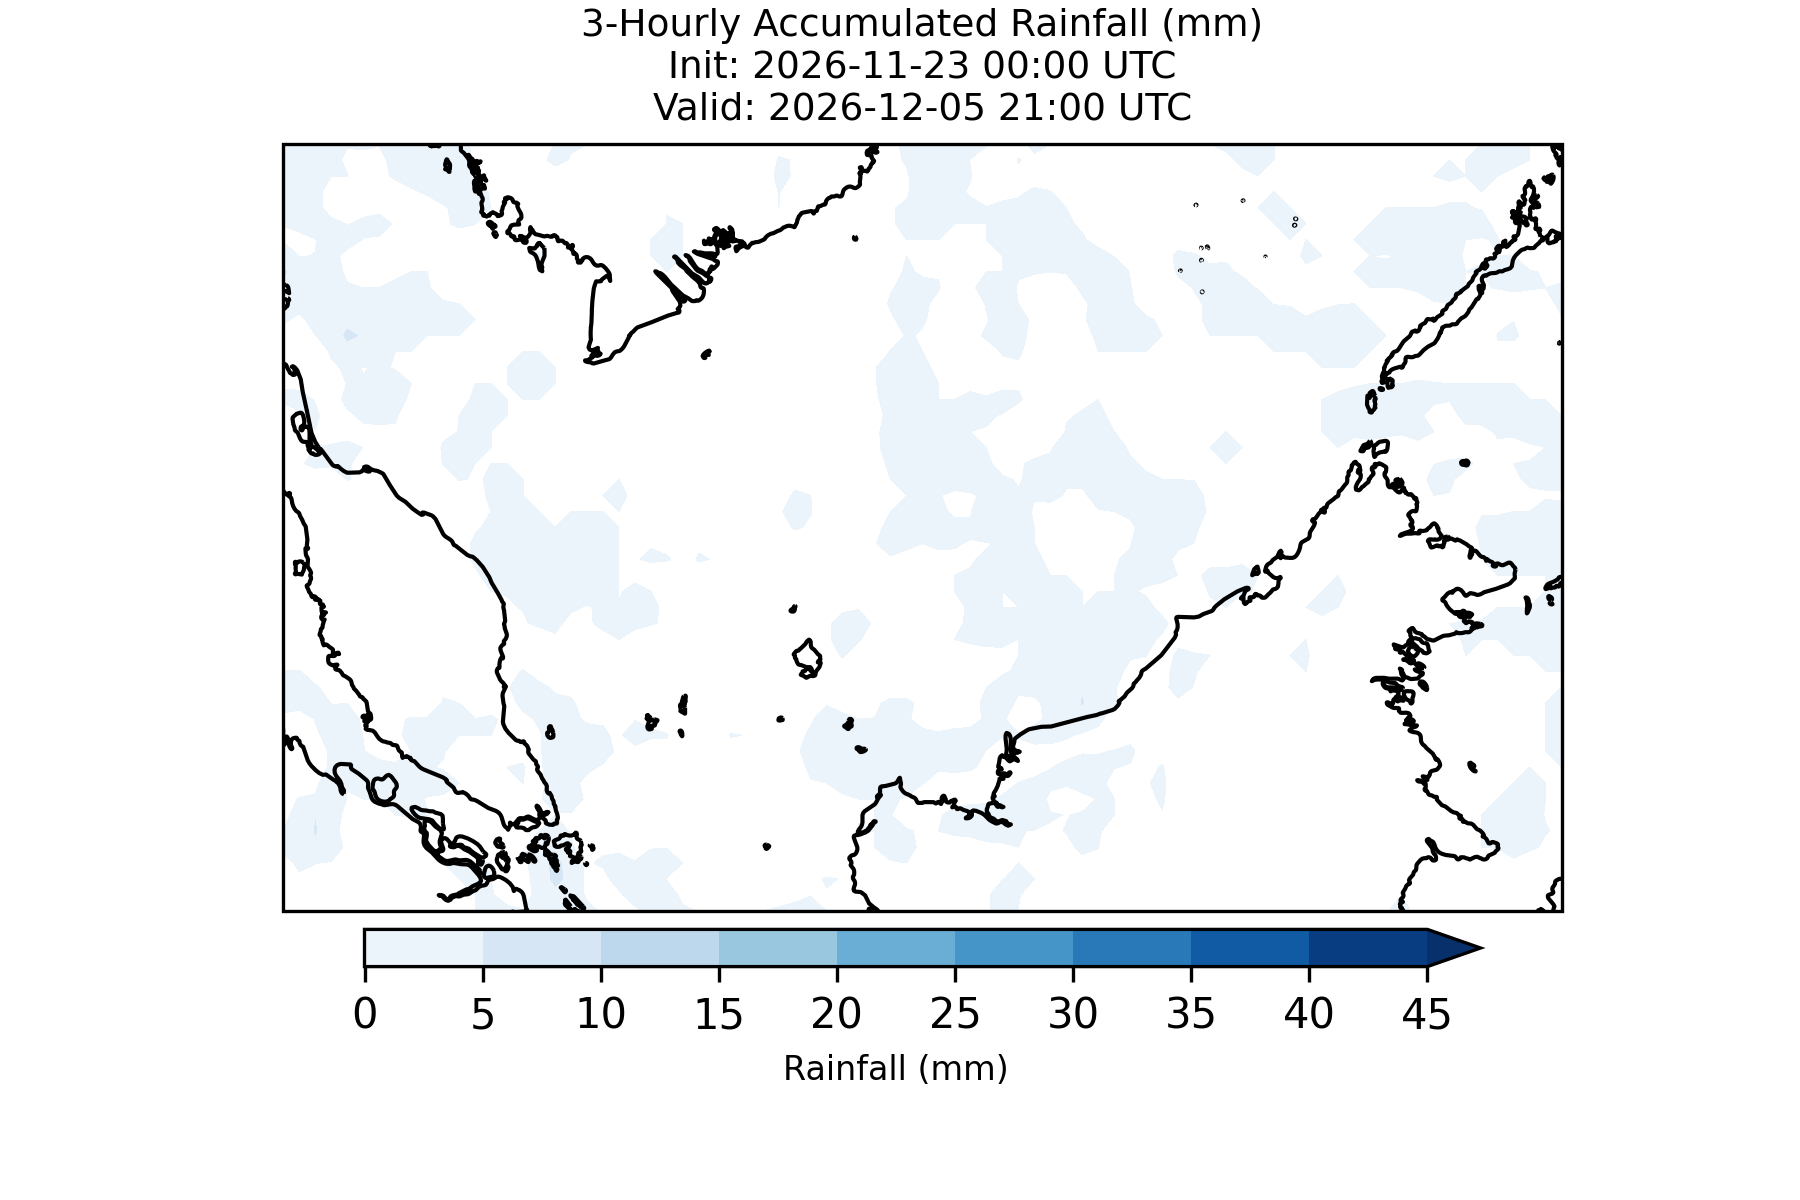 3-Hourly Accumulated Rainfall (mm)
Init: 2026-11-23 00:00 UTC
Valid: 2026-12-05 21:00 UTC
0 5 10 15 20 25 30 35 40 45
Rainfall (mm)